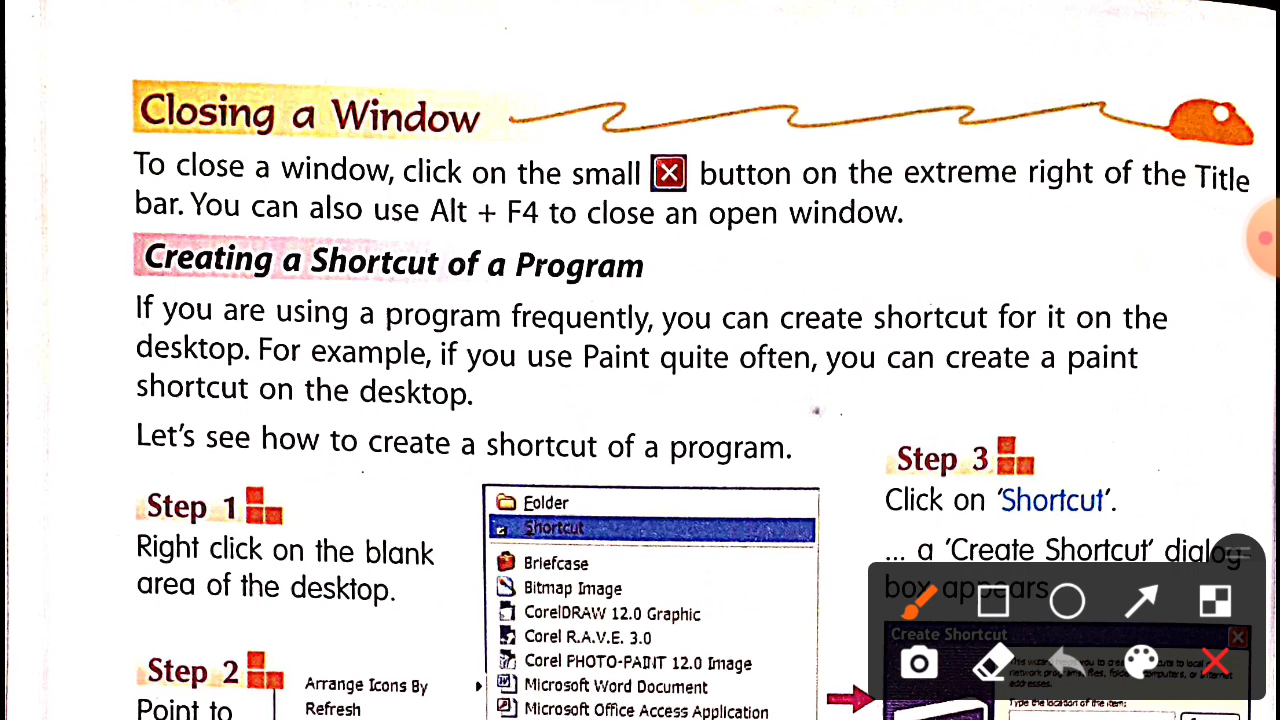 Closing a Window
To close a window, click on the small button on the extreme right of the Title
bar. You can also use Alt + F4 to close an open window.
Creating a Shortcut of a Program
If you are using a program frequently, you can create shortcut for it on the
desktop. For example, if you use Paint quite often, you can create a paint
shortcut on the desktop.
Let's see how to create a shortcut of a program.
Step 1
Right click on the blank
area of the desktop.
Step 2
Point to
Arrange Icons By
Refresh
Folder
Shortcut
Briefcase
Bitmap Image
CorelDRAW 12.0 Graphic
Corel R.A.V.E. 3.0
Corel PHOTO-PAINT 12.0 Image
Microsoft Word Document
Microsoft Office Access Application
Step 3
Click on 'Shortcut'.
... a 'Create Shortcut' dialog
box appears
Create Shortcut
Type the location of the item: